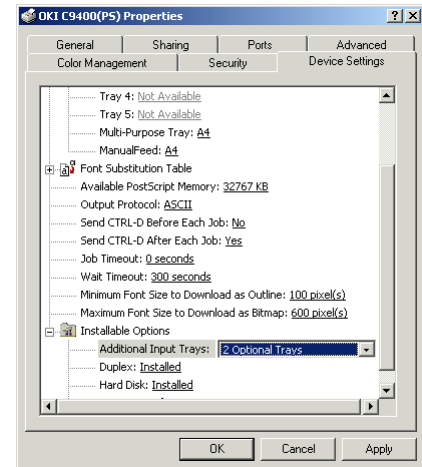 OKI C9400(PS) Properties
General Sharing Ports Advanced
Color Management Security Device Settings
Tray 4: Not Available
Tray 5: Not Available
Multi-Purpose Tray: A4
ManualFeed: A4
Font Substitution Table
Available PostScript Memory: 32767 KB
Output Protocol: ASCII
Send CTRL-D Before Each Job: No
Send CTRL-D After Each Job: Yes
Job Timeout: 0 seconds
Wait Timeout: 300 seconds
Minimum Font Size to Download as Outline: 100 pixel(s)
Maximum Font Size to Download as Bitmap: 600 pixel(s)
Installable Options
Additional Input Trays: 2 Optional Trays
Duplex: Installed
Hard Disk: Installed
OK Cancel Apply